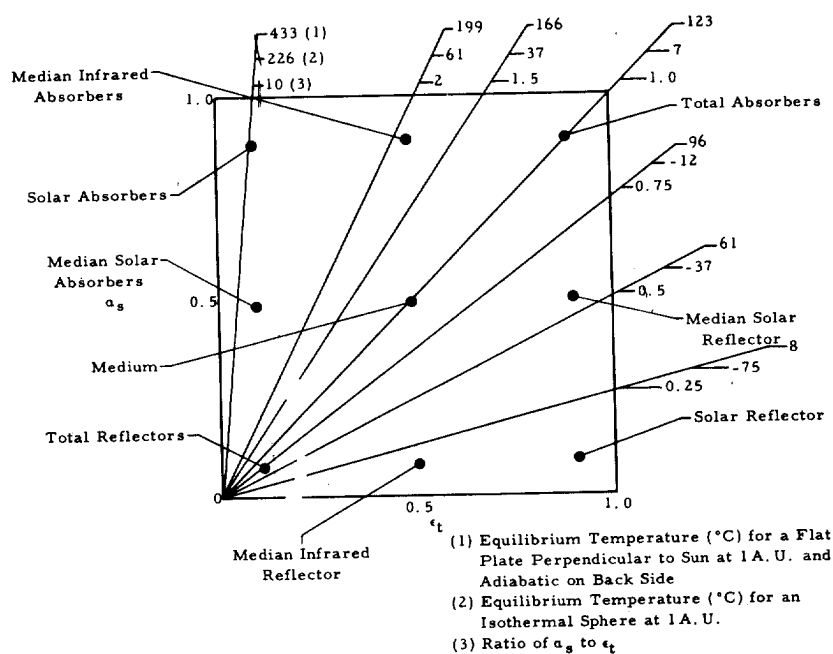 433 (1)
226 (2)
10 (3)
199
61
2
166
37
1.5
123
7
1.0
Median Infrared
Absorbers
1.0
Total Absorbers
Solar Absorbers
96
-12
0.75
Median Solar
Absorbers
αs
0.5
61
-37
0.5
Median Solar
Reflector
Medium
8
-75
0.25
Total Reflectors
Solar Reflector
0
0.5
1.0
εt
Median Infrared
Reflector
(1) Equilibrium Temperature (°C) for a Flat
Plate Perpendicular to Sun at 1 A.U. and
Adiabatic on Back Side
(2) Equilibrium Temperature (°C) for an
Isothermal Sphere at 1 A.U.
(3) Ratio of αs to εt